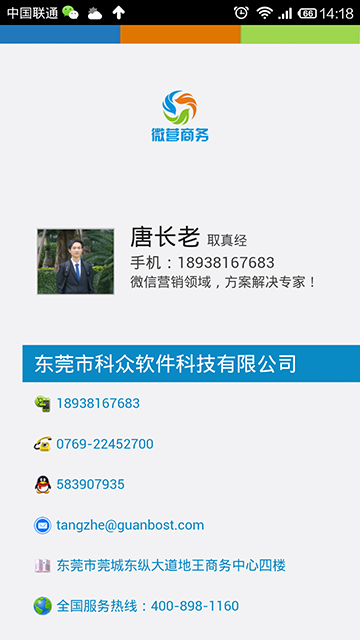 中国联通
66
14:18
微营商务
唐长老 取真经
手机：18938167683
微信营销领域，方案解决专家！
东莞市科众软件科技有限公司
18938167683
0769-22452700
583907935
tangzhe@guanbost.com
东莞市莞城东纵大道地王商务中心四楼
全国服务热线：400-898-1160